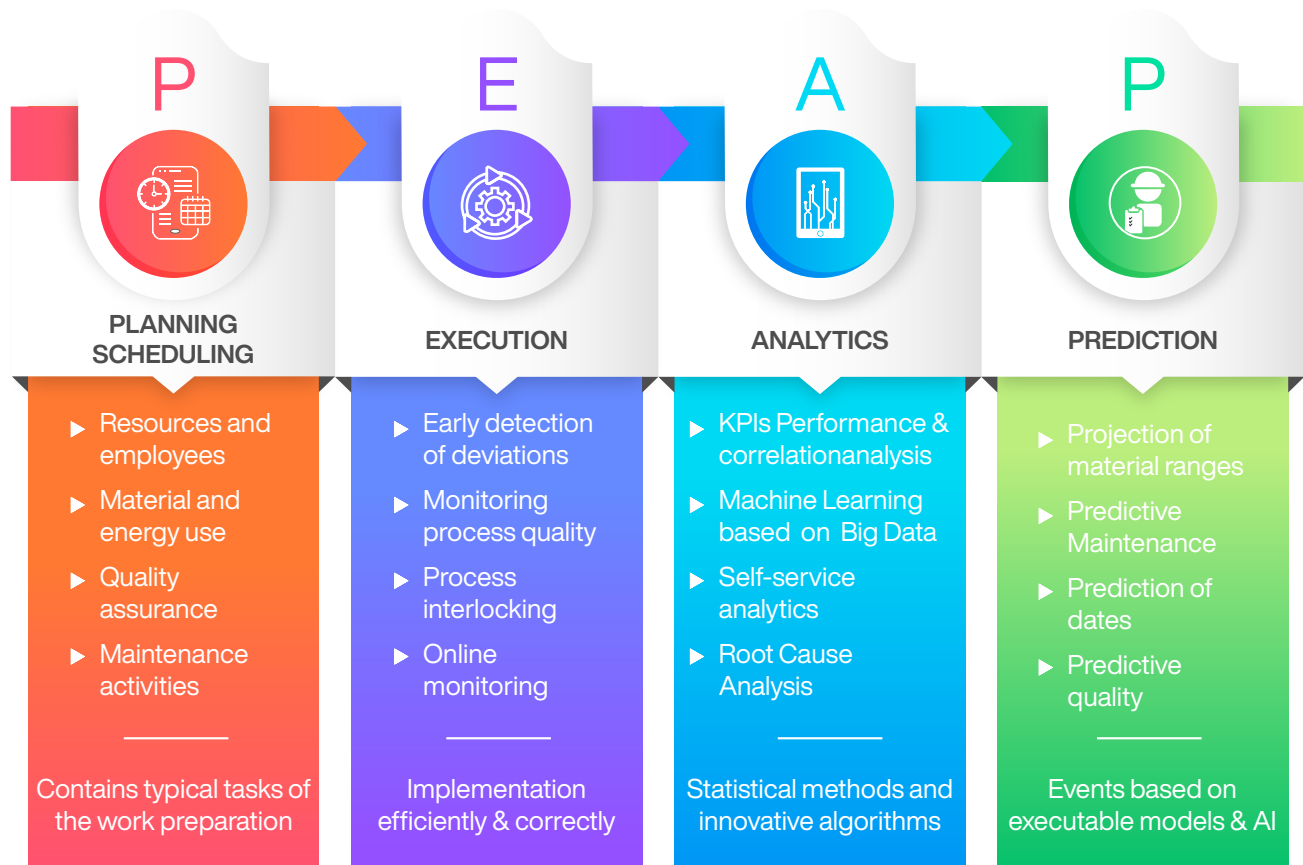 P
PLANNING
SCHEDULING
Resources and
employees
Material and
energy use
Quality
assurance
Maintenance
activities
Contains typical tasks of
the work preparation
E
EXECUTION
Early detection
of deviations
Monitoring
process quality
Process
interlocking
Online
monitoring
Implementation
efficiently & correctly
A
ANALYTICS
KPIs Performance &
correlationanalysis
Machine Learning
based on Big Data
Self-service
analytics
Root Cause
Analysis
Statistical methods and
innovative algorithms
P
PREDICTION
Projection of
material ranges
Predictive
Maintenance
Prediction of
dates
Predictive
quality
Events based on
executable models & AI